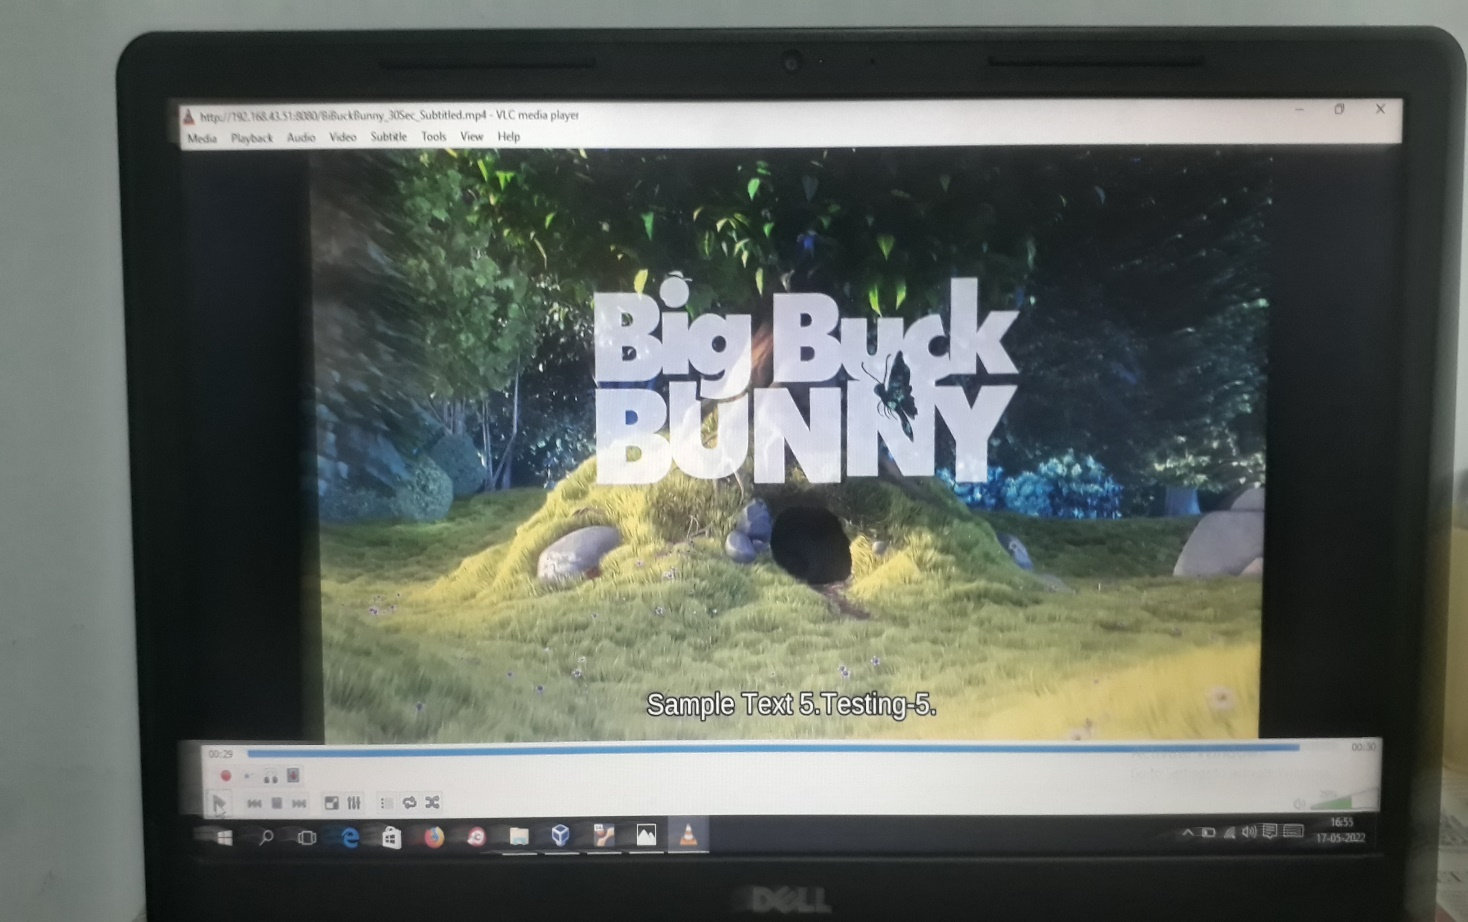 http://192.168.43.51:8080/BiBuckBunny_30Sec_Subtitled.mp4 - VLC media player
Media Playback Audio Video Subtitle Tools View Help
Big Buck
BUNNY
Sample Text 5.Testing-5.
00:29 00:30
16:55
17-05-2022
DELL